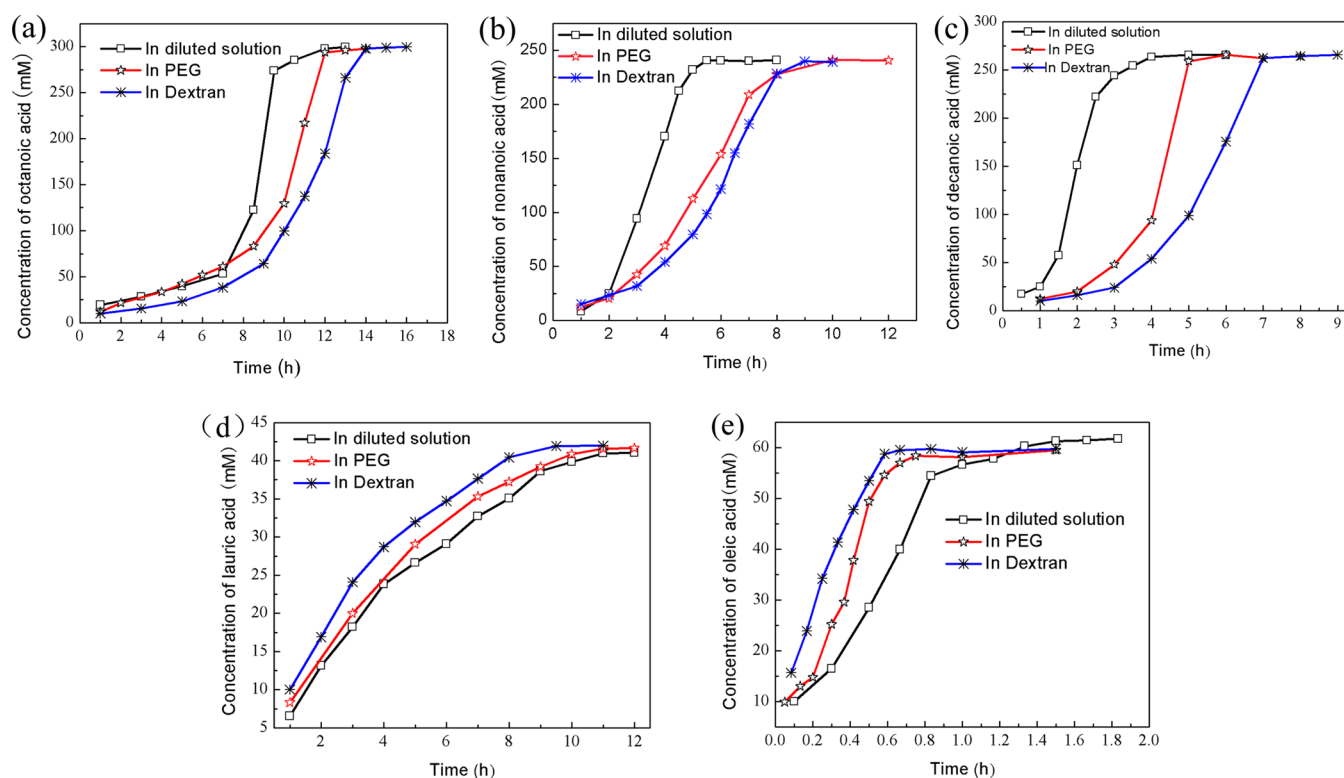 (a)
In diluted solution
In PEG
In Dextran
Concentration of octanoic acid (mM)
300
250
200
150
100
50
0
0 2 4 6 8 10 12 14 16 18
Time (h)
(b)
In diluted solution
In PEG
In Dextran
Concentration of nonanoic acid (mM)
250
200
150
100
50
0
0 2 4 6 8 10 12
Time (h)
(c)
In diluted solution
In PEG
In Dextran
Concentration of decanoic acid (mM)
300
250
200
150
100
50
0
0 1 2 3 4 5 6 7 8 9
Time (h)
(d)
In diluted solution
In PEG
In Dextran
Concentration of lauric acid (mM)
45
40
35
30
25
20
15
10
5
2 4 6 8 10 12
Time (h)
(e)
In diluted solution
In PEG
In Dextran
Concentration of oleic acid (mM)
60
50
40
30
20
10
0.0 0.2 0.4 0.6 0.8 1.0 1.2 1.4 1.6 1.8 2.0
Time (h)